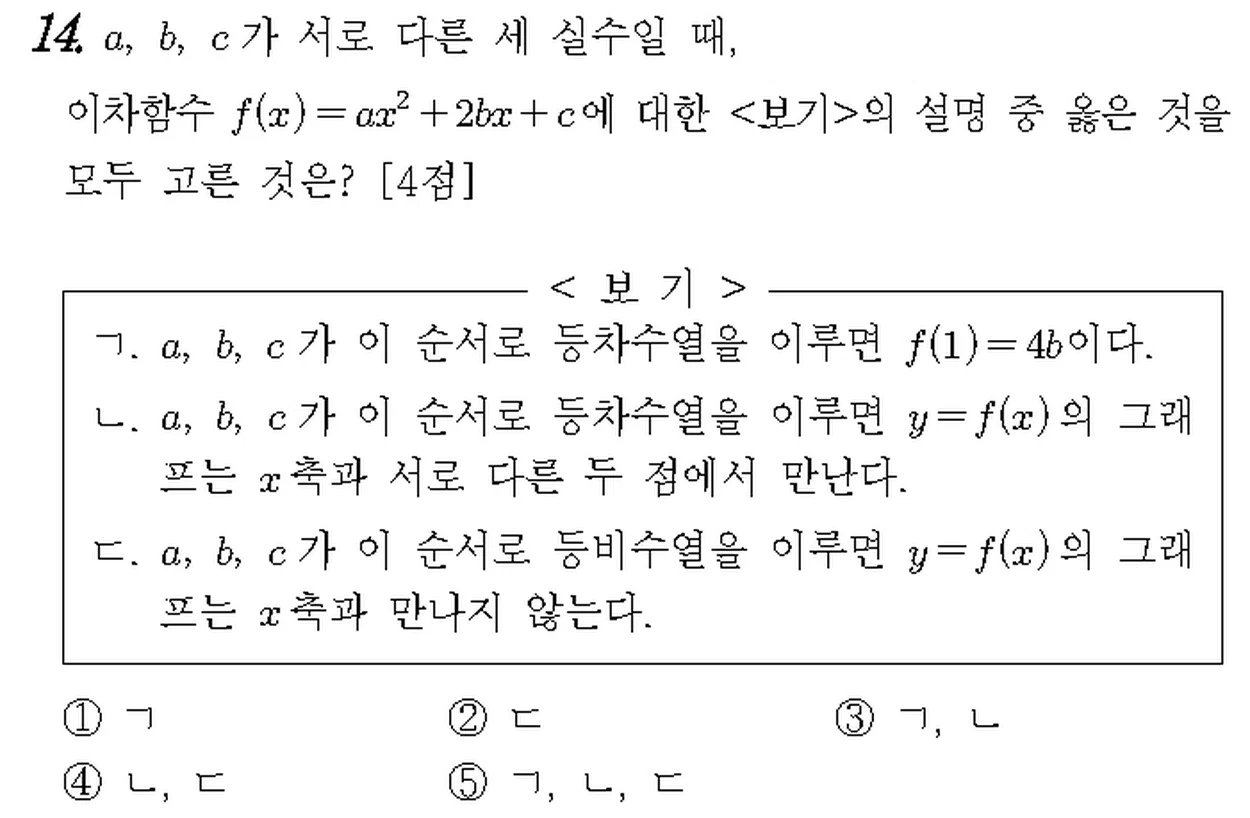 14. a, b, c가 서로 다른 세 실수일 때,
이차함수 f(x)=ax²+2bx+c에 대한 <보기>의 설명 중 옳은 것을
모두 고른 것은? [4점]
< 보 기 >
ㄱ. a, b, c가 이 순서로 등차수열을 이루면 f(1)=4b이다.
ㄴ. a, b, c가 이 순서로 등차수열을 이루면 y=f(x)의 그래
프는 x축과 서로 다른 두 점에서 만난다.
ㄷ. a, b, c가 이 순서로 등비수열을 이루면 y=f(x)의 그래
프는 x축과 만나지 않는다.
① ㄱ ② ㄷ ③ ㄱ, ㄴ
④ ㄴ, ㄷ ⑤ ㄱ, ㄴ, ㄷ